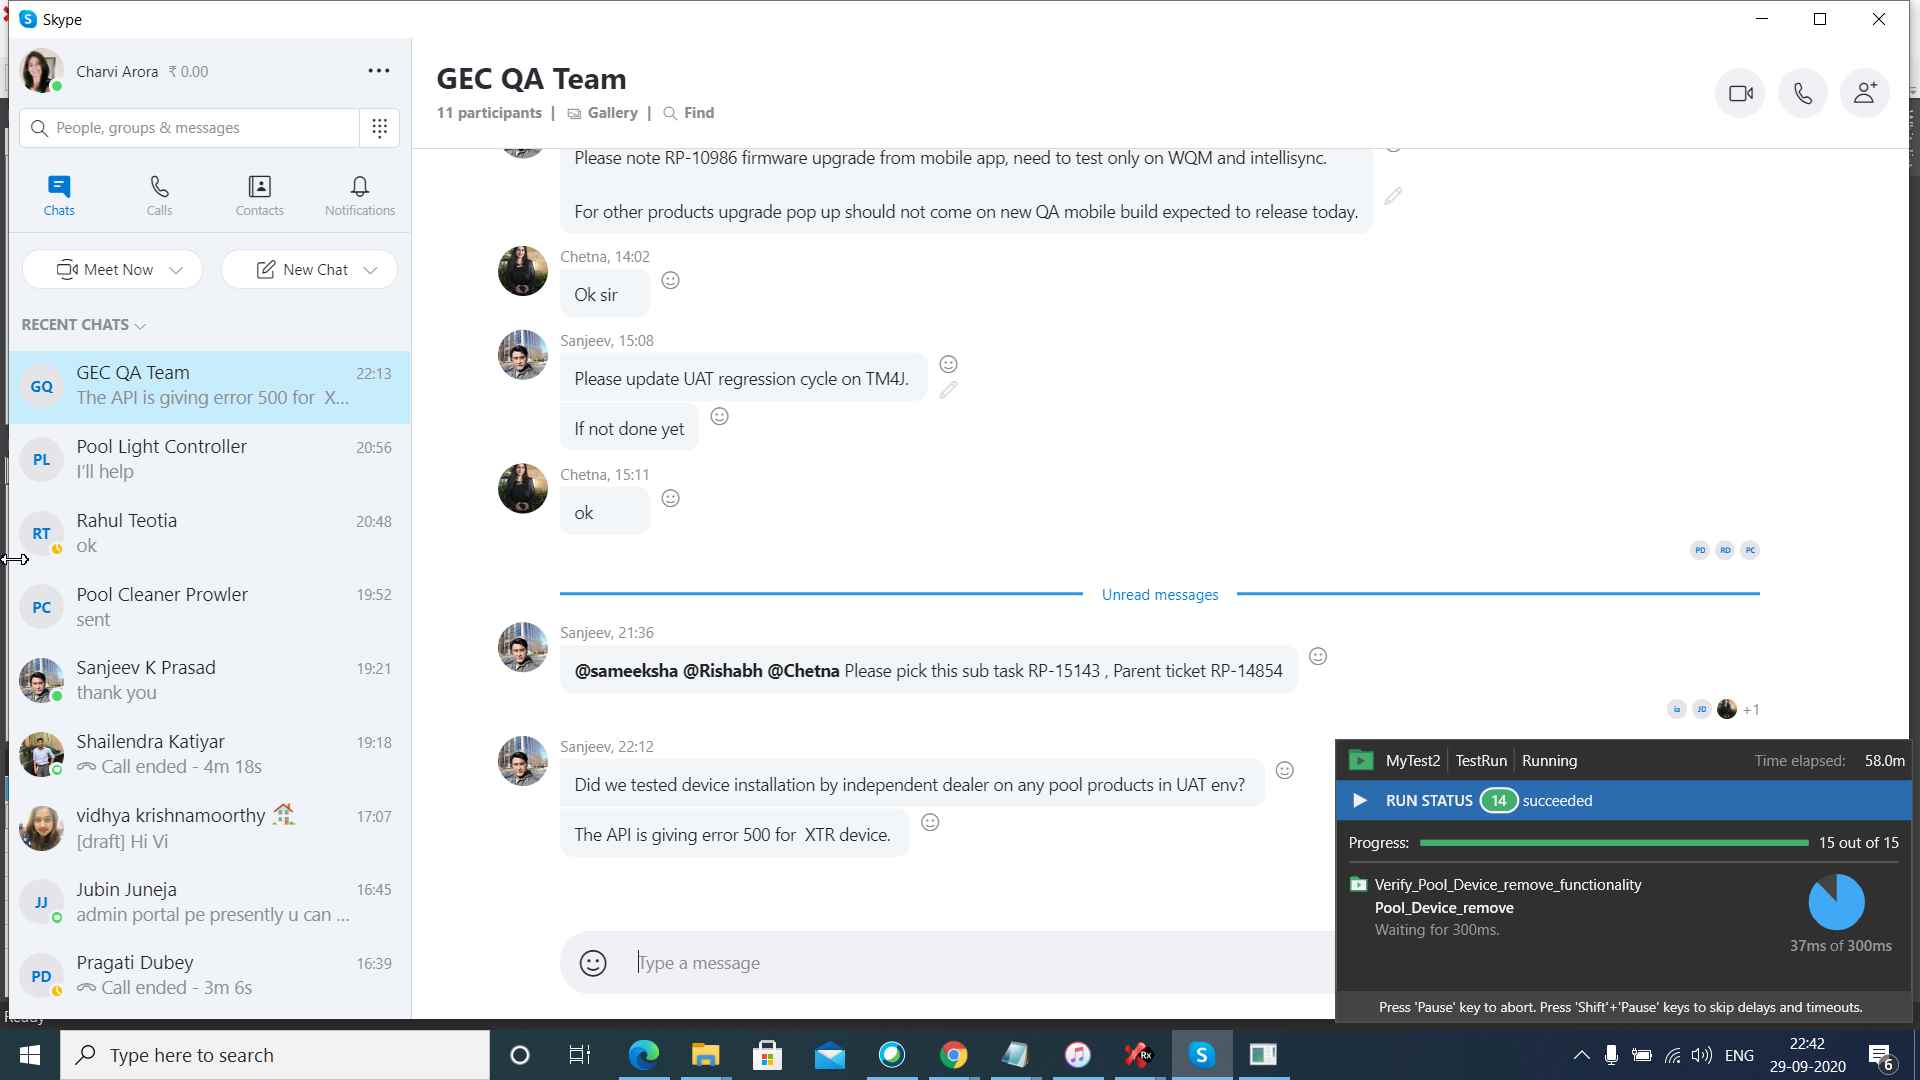 Skype
Charvi Arora ₹ 0.00
People, groups & messages
Chats Calls Contacts Notifications
Meet Now New Chat
RECENT CHATS
GQ GEC QA Team 22:13
The API is giving error 500 for X...
PL Pool Light Controller 20:56
I'll help
RT Rahul Teotia 20:48
ok
PC Pool Cleaner Prowler 19:52
sent
Sanjeev K Prasad 19:21
thank you
Shailendra Katiyar 19:18
Call ended - 4m 18s
vidhya krishnamoorthy 17:07
[draft] Hi Vi
JJ Jubin Juneja 16:45
admin portal pe presently u can ...
PD Pragati Dubey 16:39
Call ended - 3m 6s
GEC QA Team
11 participants | Gallery | Find
Please note RP-10986 firmware upgrade from mobile app, need to test only on WQM and intellisync.
For other products upgrade pop up should not come on new QA mobile build expected to release today.
Chetna, 14:02
Ok sir
Sanjeev, 15:08
Please update UAT regression cycle on TM4J.
If not done yet
Chetna, 15:11
ok
PD RD PC
Unread messages
Sanjeev, 21:36
@sameeksha @Rishabh @Chetna Please pick this sub task RP-15143 , Parent ticket RP-14854
ia JD +1
Sanjeev, 22:12
Did we tested device installation by independent dealer on any pool products in UAT env?
The API is giving error 500 for XTR device.
Type a message
MyTest2 TestRun Running Time elapsed: 58.0m
RUN STATUS 14 succeeded
Progress: 15 out of 15
Verify_Pool_Device_remove_functionality
Pool_Device_remove
Waiting for 300ms.
37ms of 300ms
Press 'Pause' key to abort. Press 'Shift'+'Pause' keys to skip delays and timeouts.
Ready
Type here to search
Rx
ENG
22:42
29-09-2020
6